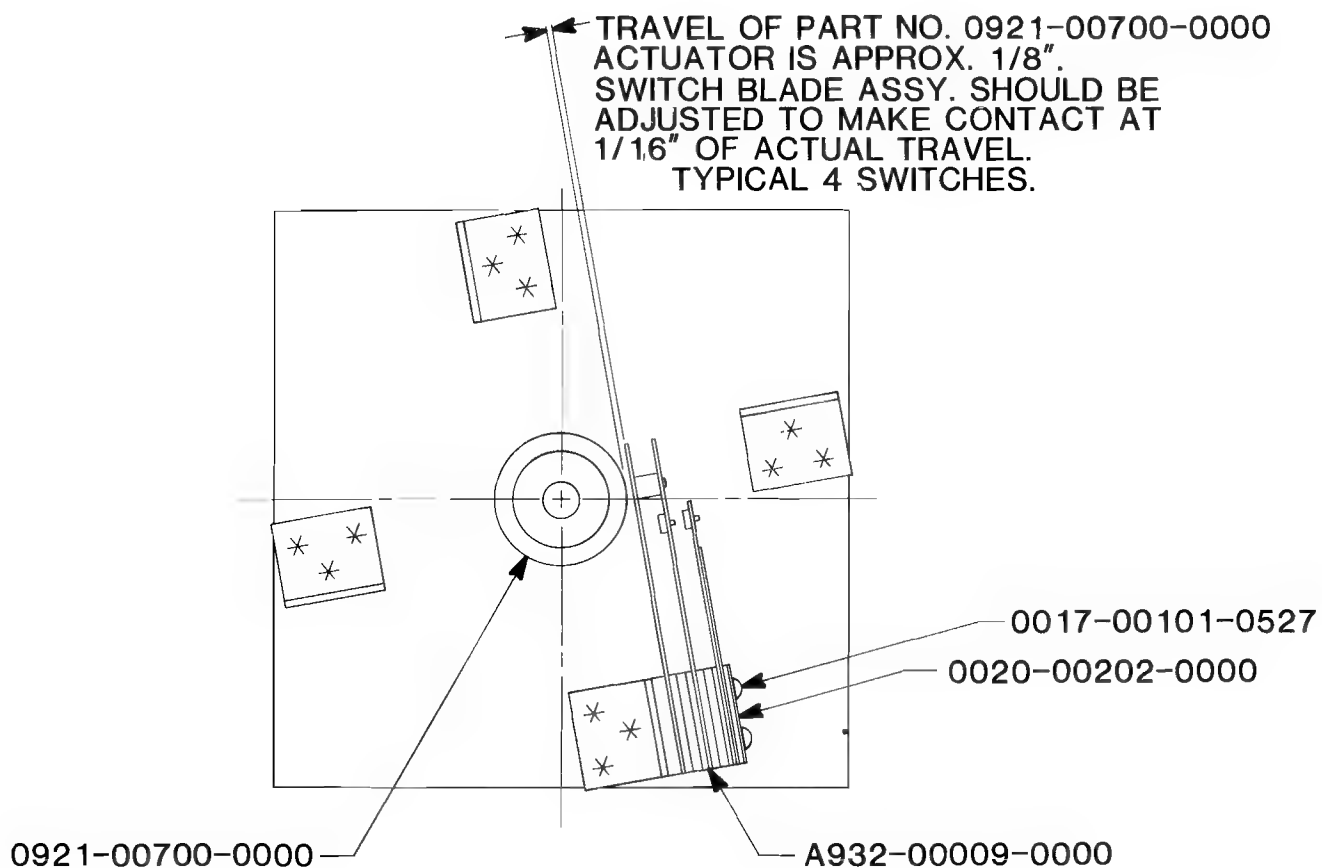 TRAVEL OF PART NO. 0921-00700-0000
ACTUATOR IS APPROX. 1/8".
SWITCH BLADE ASSY. SHOULD BE
ADJUSTED TO MAKE CONTACT AT
1/16" OF ACTUAL TRAVEL.
TYPICAL 4 SWITCHES.
0017-00101-0527
0020-00202-0000
0921-00700-0000
A932-00009-0000